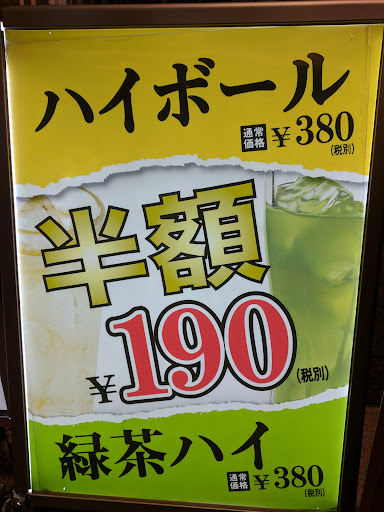 ハイボール
通常価格 ¥380
(税別)
半額
¥190 (税別)
緑茶ハイ
通常価格 ¥380
(税別)